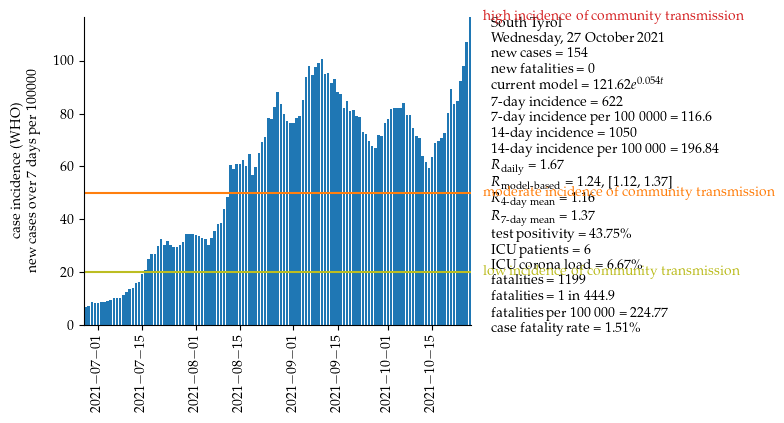 high incidence of community transmission
South Tyrol
Wednesday, 27 October 2021
new cases = 154
new fatalities = 0
current model = 121.62e^0.054t
7-day incidence = 622
7-day incidence per 100 0000 = 116.6
14-day incidence = 1050
14-day incidence per 100 000 = 196.84
R_daily = 1.67
R_model-based = 1.24, [1.12, 1.37]
moderate incidence of community transmission
R_4-day mean = 1.16
R_7-day mean = 1.37
test positivity = 43.75%
ICU patients = 6
ICU corona load = 6.67%
low incidence of community transmission
fatalities = 1199
fatalities = 1 in 444.9
fatalities per 100 000 = 224.77
case fatality rate = 1.51%
case incidence (WHO)
new cases over 7 days per 100000
100
80
60
40
20
0
2021−07−01
2021−07−15
2021−08−01
2021−08−15
2021−09−01
2021−09−15
2021−10−01
2021−10−15